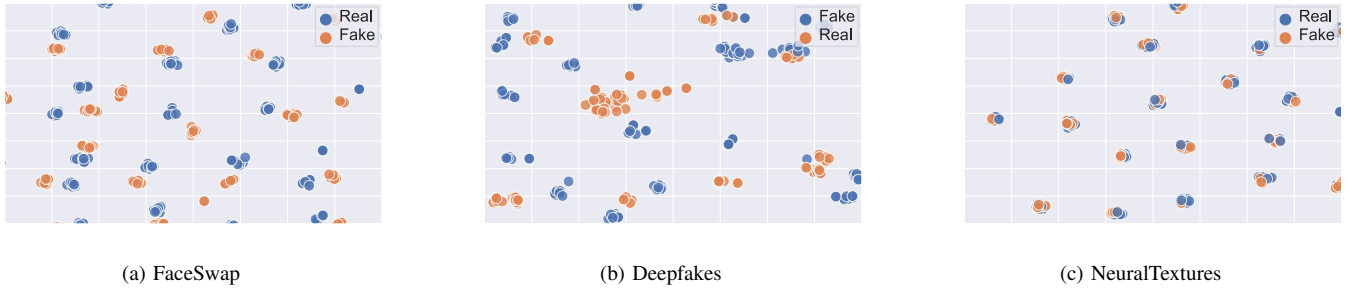 Real
Fake
Fake
Real
Real
Fake
(a) FaceSwap
(b) Deepfakes
(c) NeuralTextures